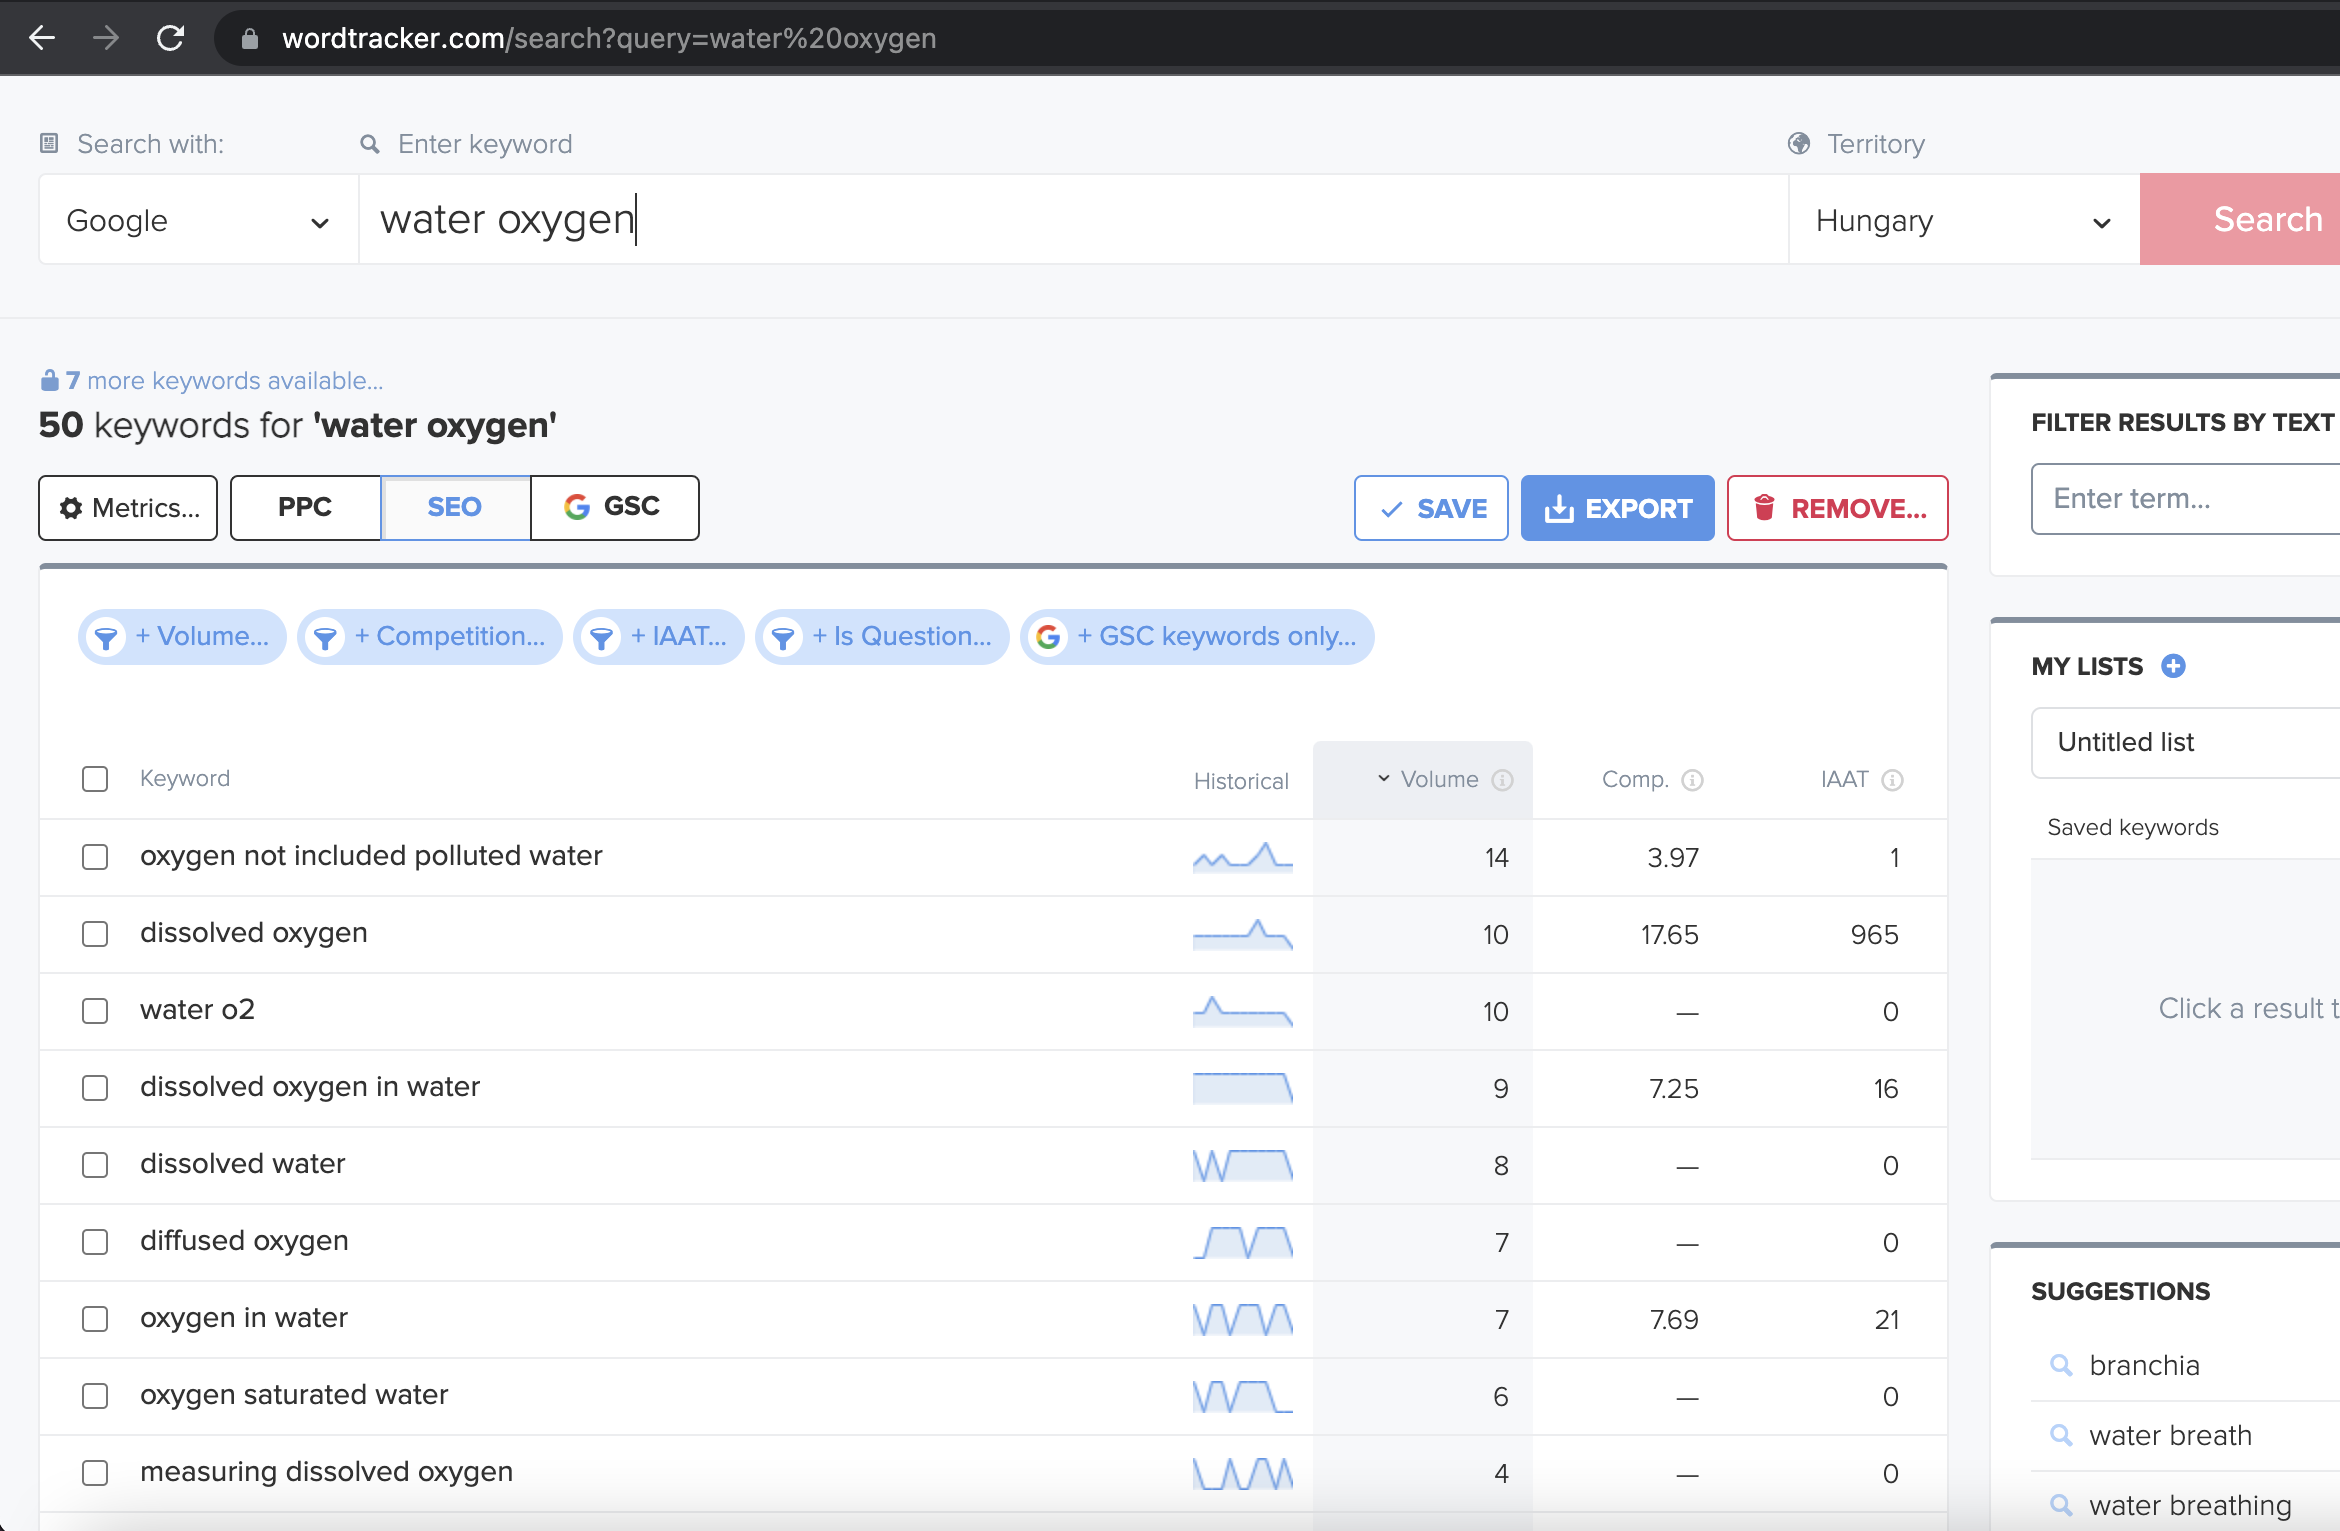 wordtracker.com/search?query=water%20oxygen
Search with:
Enter keyword
Territory
Google
water oxygen
Hungary
Search
7 more keywords available...
50 keywords for 'water oxygen'
Metrics...
PPC
SEO
GSC
SAVE
EXPORT
REMOVE...
+ Volume...
+ Competition...
+ IAAT...
+ Is Question...
+ GSC keywords only...
Keyword Historical Volume Comp. IAAT
oxygen not included polluted water 14 3.97 1
dissolved oxygen 10 17.65 965
water o2 10 — 0
dissolved oxygen in water 9 7.25 16
dissolved water 8 — 0
diffused oxygen 7 — 0
oxygen in water 7 7.69 21
oxygen saturated water 6 — 0
measuring dissolved oxygen 4 — 0
FILTER RESULTS BY TEXT
Enter term...
MY LISTS
Untitled list
Saved keywords
Click a result t
SUGGESTIONS
branchia
water breath
water breathing